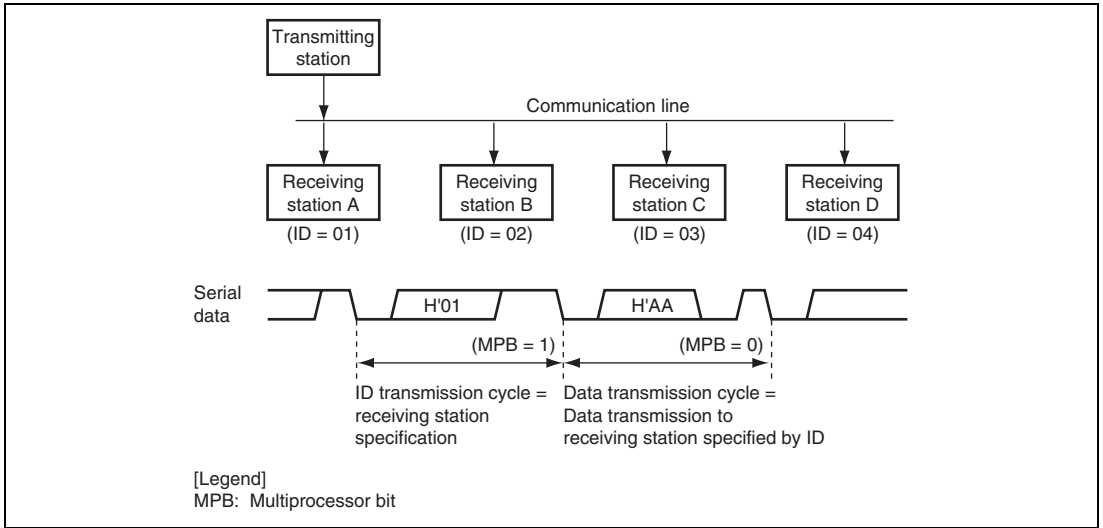 Transmitting
station
Communication line
Receiving
station A
(ID = 01)
Receiving
station B
(ID = 02)
Receiving
station C
(ID = 03)
Receiving
station D
(ID = 04)
Serial
data
H'01
H'AA
(MPB = 1)
(MPB = 0)
ID transmission cycle =
receiving station
specification
Data transmission cycle =
Data transmission to
receiving station specified by ID
[Legend]
MPB: Multiprocessor bit